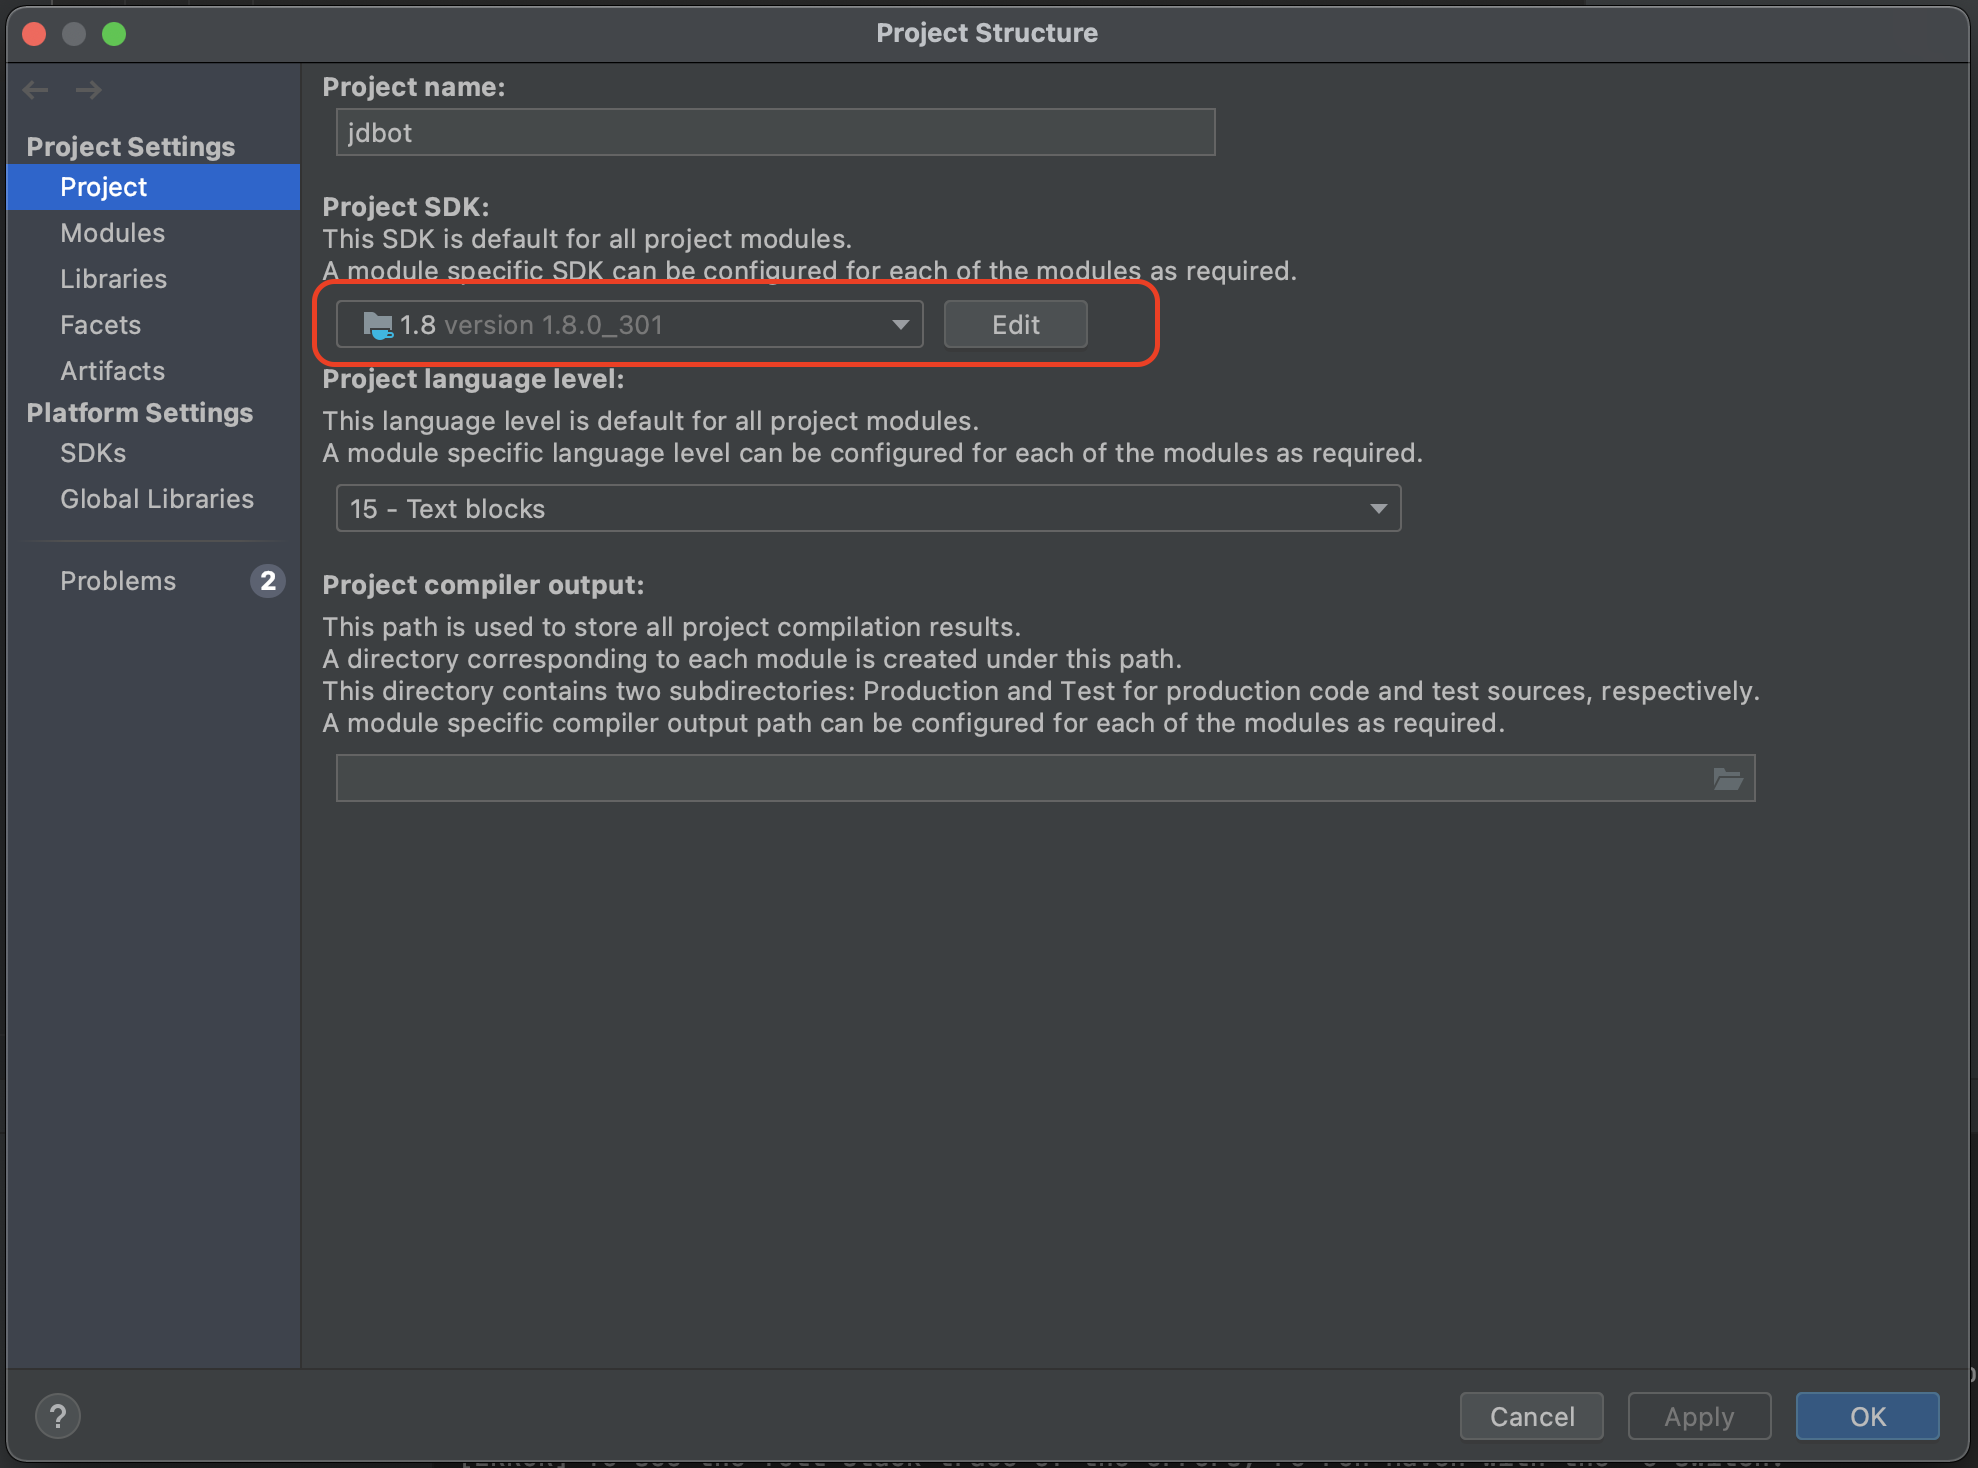 Project Structure
Project Settings
Project
Modules
Libraries
Facets
Artifacts
Platform Settings
SDKs
Global Libraries
Problems 2
Project name:
jdbot
Project SDK:
This SDK is default for all project modules.
A module specific SDK can be configured for each of the modules as required.
1.8 version 1.8.0_301
Edit
Project language level:
This language level is default for all project modules.
A module specific language level can be configured for each of the modules as required.
15 - Text blocks
Project compiler output:
This path is used to store all project compilation results.
A directory corresponding to each module is created under this path.
This directory contains two subdirectories: Production and Test for production code and test sources, respectively.
A module specific compiler output path can be configured for each of the modules as required.
?
Cancel
Apply
OK